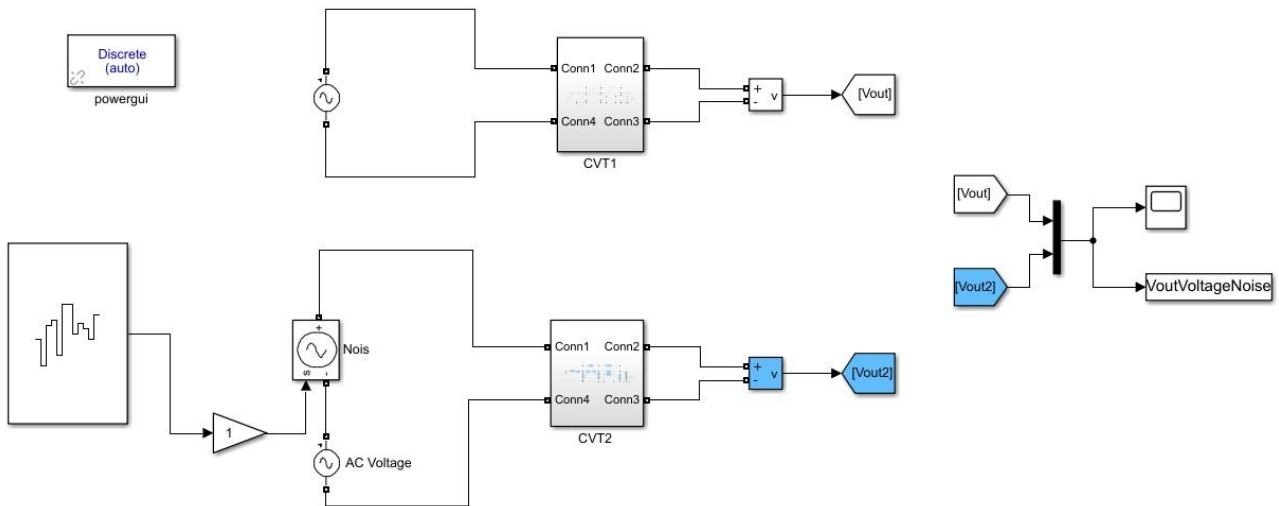 Discrete
(auto)
powergui
Conn1 Conn2
Conn4 Conn3
CVT1
+
-
v
[Vout]
[Vout]
[Vout2]
VoutVoltageNoise
+
Nois
s
-
1
AC Voltage
Conn1 Conn2
Conn4 Conn3
CVT2
+
-
v
[Vout2]